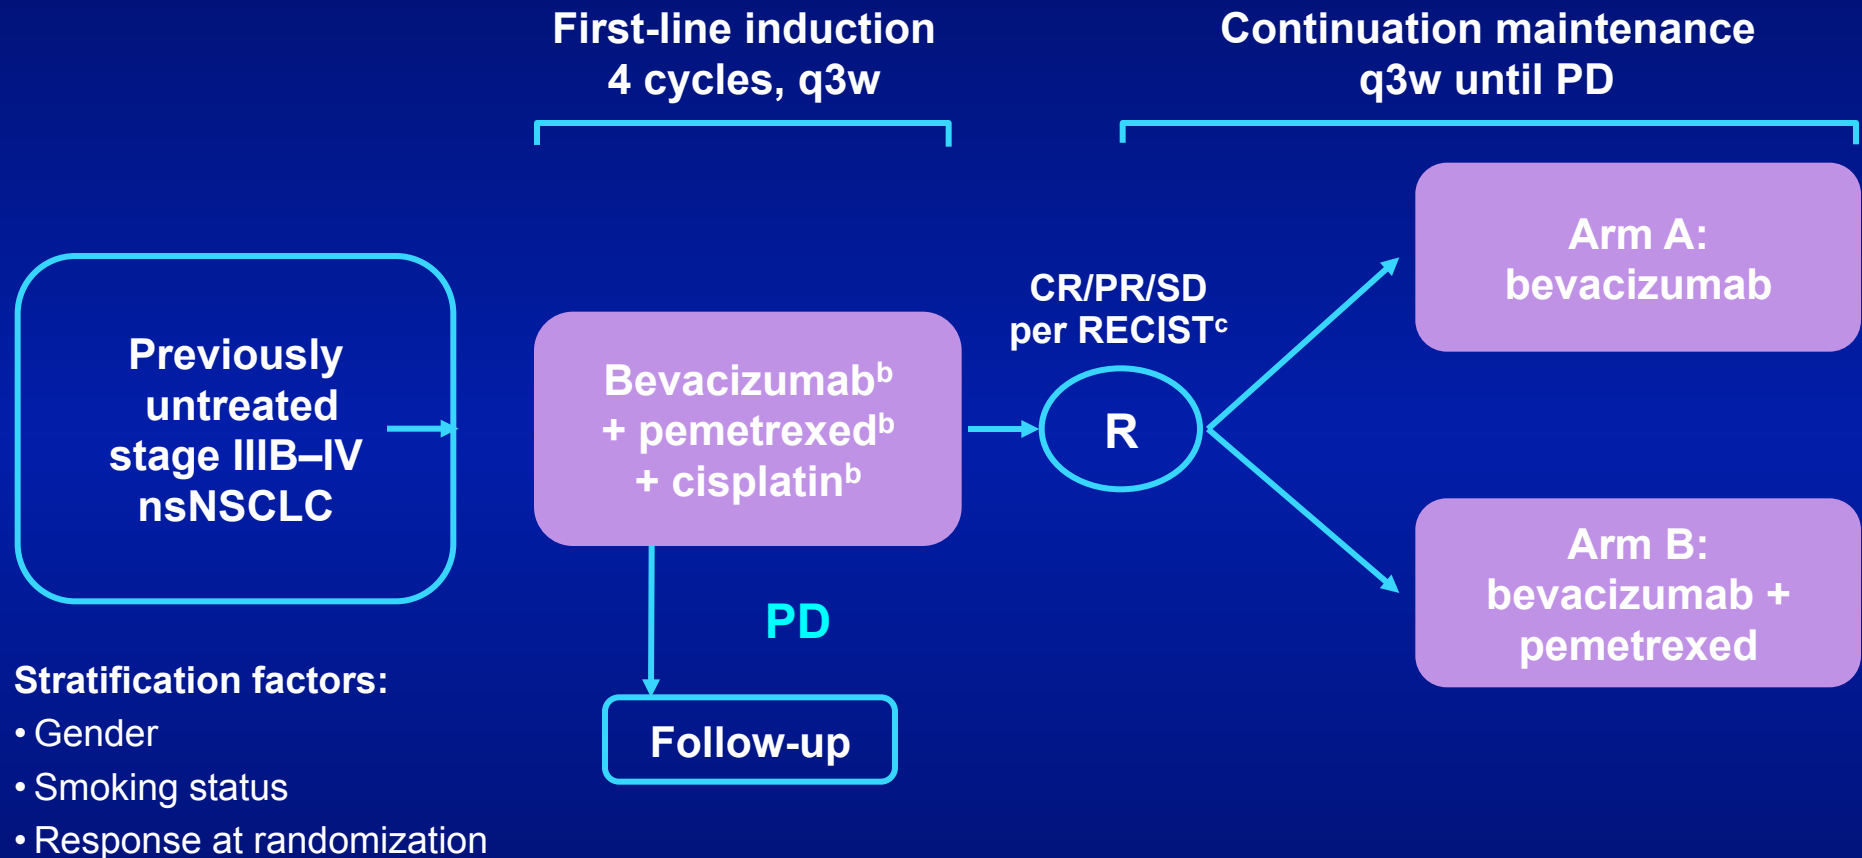 First-line induction
4 cycles, q3w
Continuation maintenance
q3w until PD
Previously
untreated
stage IIIB–IV
nsNSCLC
Bevacizumabᵇ
+ pemetrexedᵇ
+ cisplatinᵇ
CR/PR/SD
per RECISTᶜ
R
Arm A:
bevacizumab
Arm B:
bevacizumab +
pemetrexed
PD
Follow-up
Stratification factors:
• Gender
• Smoking status
• Response at randomization